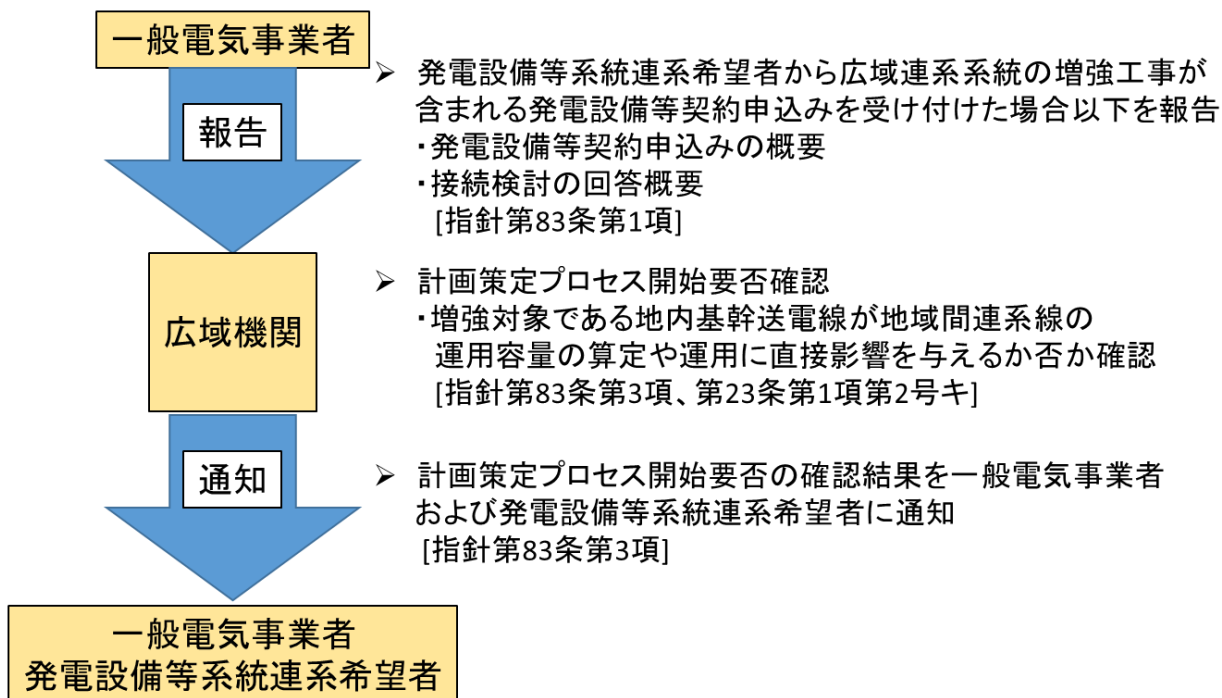 一般電気事業者
➢ 発電設備等系統連系希望者から広域連系系統の増強工事が
含まれる発電設備等契約申込みを受け付けた場合以下を報告
・発電設備等契約申込みの概要
・接続検討の回答概要
[指針第83条第1項]
報告
広域機関
➢ 計画策定プロセス開始要否確認
・増強対象である地内基幹送電線が地域間連系線の
運用容量の算定や運用に直接影響を与えるか否か確認
[指針第83条第3項、第23条第1項第2号キ]
通知
➢ 計画策定プロセス開始要否の確認結果を一般電気事業者
および発電設備等系統連系希望者に通知
[指針第83条第3項]
一般電気事業者
発電設備等系統連系希望者